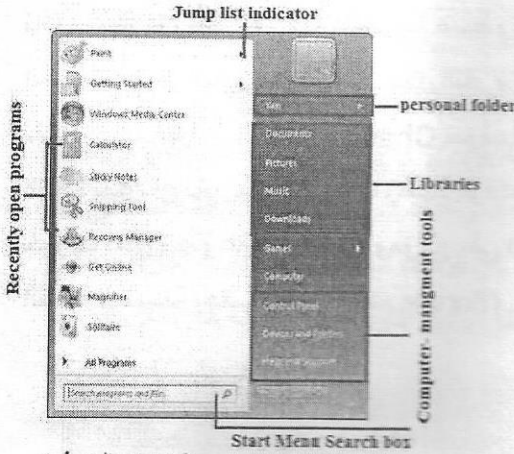 Jump list indicator
Paint
Getting Started
Windows Media Center
Calculator
Sticky Notes
Snipping Tool
Recovery Manager
Get Online
Magnifier
Solitaire
All Programs
Search programs and files
Recently open programs
Documents
Pictures
Music
Downloads
Games
Computer
Control Panel
Devices and Printers
Help and Support
personal folder
Libraries
Computer- mangment tools
Start Menu Search box